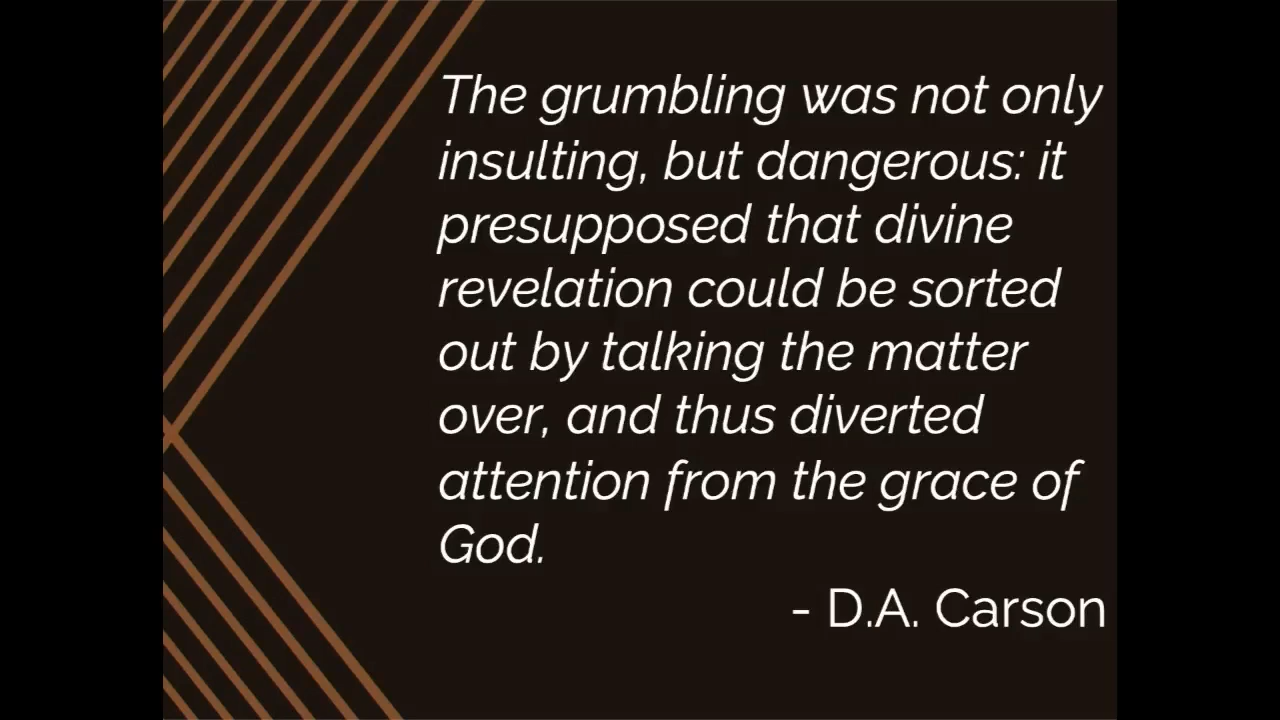 The grumbling was not only
insulting, but dangerous: it
presupposed that divine
revelation could be sorted
out by talking the matter
over, and thus diverted
attention from the grace of
God.
- D.A. Carson